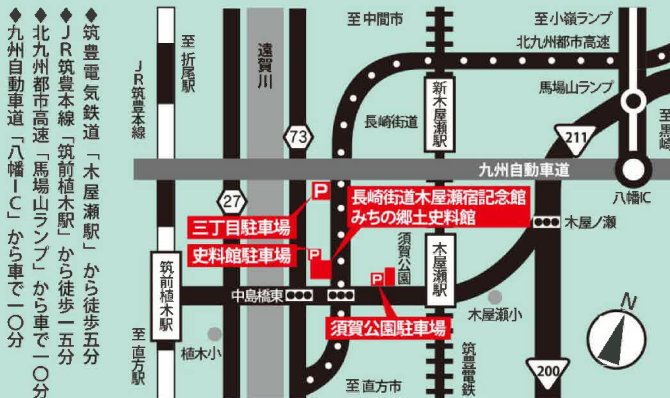 ◆筑豊電気鉄道「木屋瀬駅」から徒歩五分
◆JR筑豊本線「筑前植木駅」から徒歩一五分
◆北九州都市高速「馬場山ランプ」から車で一〇分
◆九州自動車道「八幡IC」から車で一〇分
至折尾駅
JR筑豊本線
遠賀川
至中間市
至小嶺ランプ
北九州都市高速
馬場山ランプ
至黒崎
長崎街道
新木屋瀬駅
73
211
九州自動車道
八幡IC
27
P
三丁目駐車場
長崎街道木屋瀬宿記念館
みちの郷土史料館
史料館駐車場
P
須賀公園
P
木屋瀬駅
木屋ノ瀬
筑前植木駅
中島橋東
須賀公園駐車場
木屋瀬小
N
至直方駅
植木小
至直方市
筑豊電鉄
200